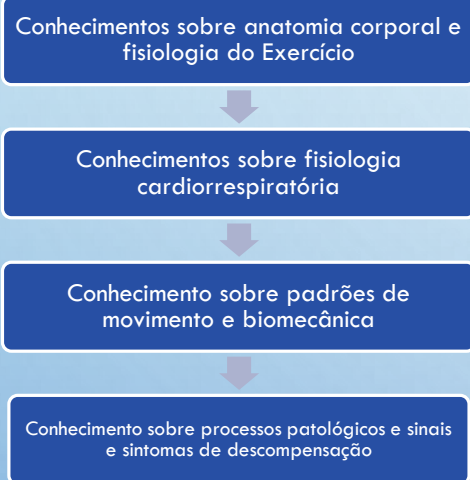 Conhecimentos sobre anatomia corporal e
fisiologia do Exercício
Conhecimentos sobre fisiologia
cardiorrespiratória
Conhecimento sobre padrões de
movimento e biomecânica
Conhecimento sobre processos patológicos e sinais
e sintomas de descompensação